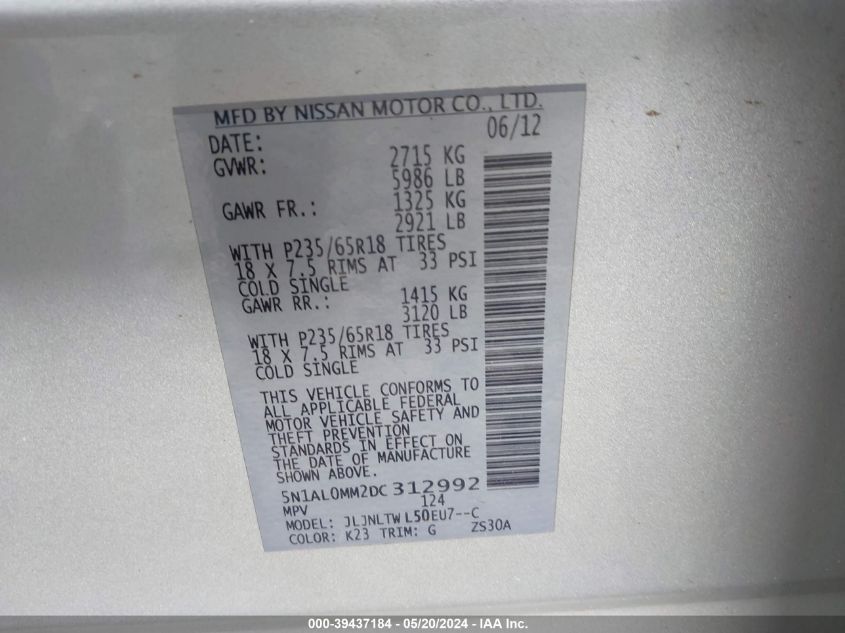 MFD BY NISSAN MOTOR CO., LTD.
DATE: 06/12
GVWR: 2715 KG
5986 LB
GAWR FR.: 1325 KG
2921 LB
WITH P235/65R18 TIRES
18 X 7.5 RIMS AT 33 PSI
COLD SINGLE
GAWR RR.: 1415 KG
3120 LB
WITH P235/65R18 TIRES
18 X 7.5 RIMS AT 33 PSI
COLD SINGLE
THIS VEHICLE CONFORMS TO
ALL APPLICABLE FEDERAL
MOTOR VEHICLE SAFETY AND
THEFT PREVENTION
STANDARDS IN EFFECT ON
THE DATE OF MANUFACTURE
SHOWN ABOVE.
5N1AL0MM2DC 312992
MPV 124
MODEL: JLJNLTW L50EU7--C
COLOR: K23 TRIM: G ZS30A
000-39437184 - 05/20/2024 - IAA Inc.